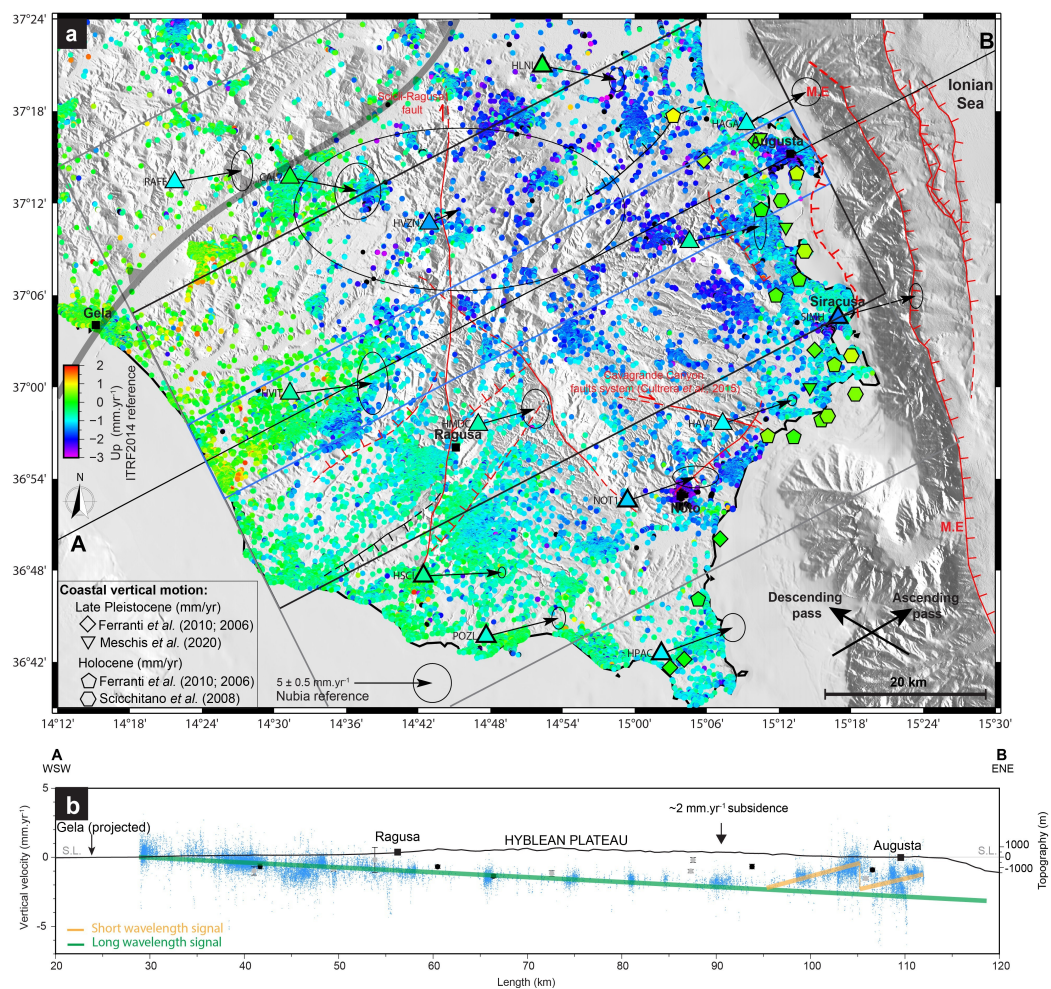 37°24'
37°18'
37°12'
37°06'
37°00'
36°54'
36°48'
36°42'
a
B
Ionian
Sea
HLNI
M.E
Scicli-Ragusa
fault
HAGA
Augusta
RAFF
CALT
HVZN
Gela
Siracusa
SIMH
3
2
1
0
−1
−2
−3
Up (mm.yr⁻¹)
ITRF2014 reference
HVIT
Cavagrande Canyon
faults system (Cultrera et al., 2015)
HMDC
Ragusa
HAV1
N
NOT1
Noto
M.E
A
HSCI
POZL
HPAC
Descending
pass
Ascending
pass
Coastal vertical motion:
Late Pleistocene (mm/yr)
Ferranti et al. (2010; 2006)
Meschis et al. (2020)
Holocene (mm/yr)
Ferranti et al. (2010; 2006)
Scicchitano et al. (2008)
5 ± 0.5 mm.yr⁻¹
Nubia reference
20 km
14°12' 14°18' 14°24' 14°30' 14°36' 14°42' 14°48' 14°54' 15°00' 15°06' 15°12' 15°18' 15°24' 15°30'
A
WSW
B
ENE
b
Gela (projected)
S.L.
Ragusa
HYBLEAN PLATEAU
~2 mm.yr⁻¹ subsidence
Augusta
S.L.
5
0
-5
Vertical velocity (mm.yr⁻¹)
1000
0
-1000
Topography (m)
Short wavelength signal
Long wavelength signal
20 30 40 50 60 70 80 90 100 110 120
Length (km)